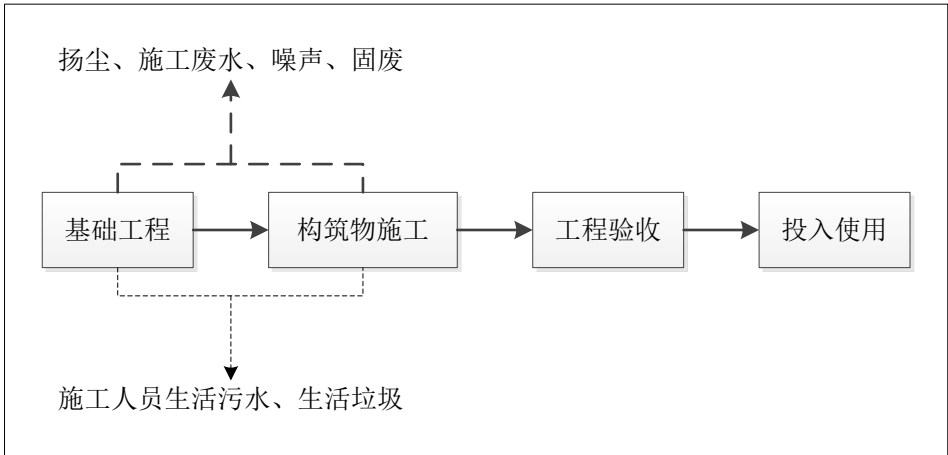 扬尘、施工废水、噪声、固废
基础工程
构筑物施工
工程验收
投入使用
施工人员生活污水、生活垃圾